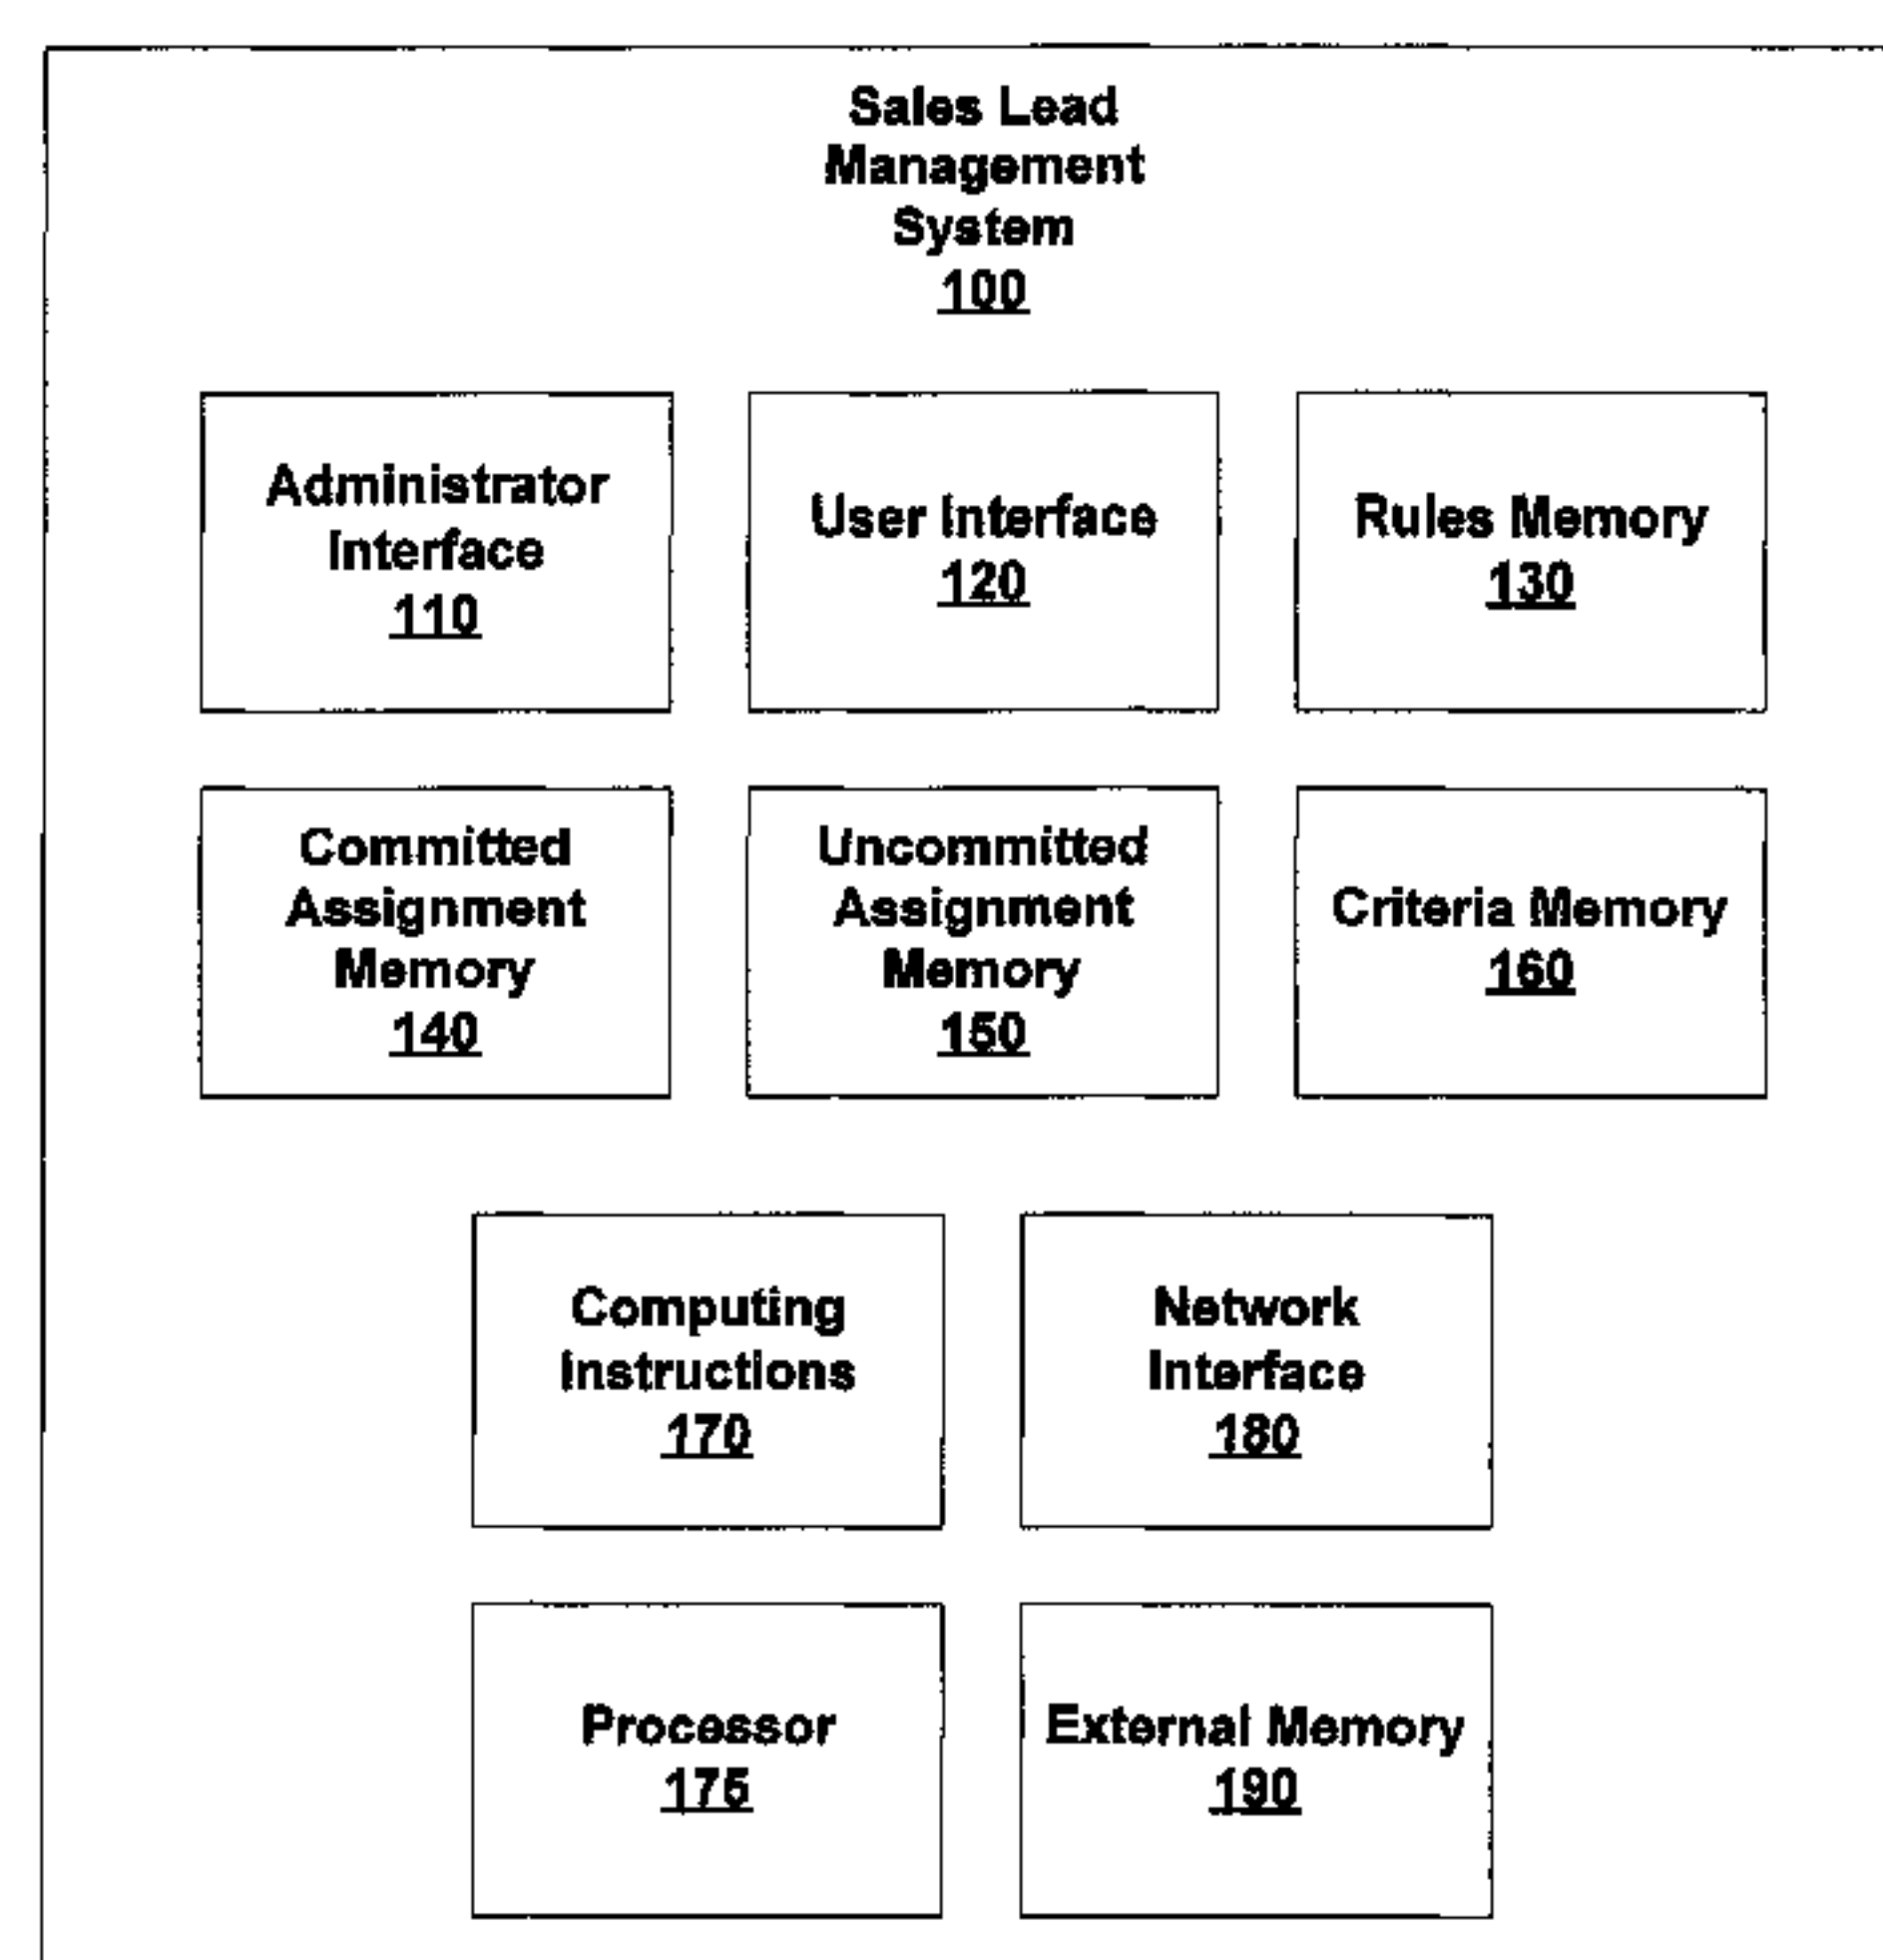 Sales Lead
Management
System
100
Administrator
Interface
110
User Interface
120
Rules Memory
130
Committed
Assignment
Memory
140
Uncommitted
Assignment
Memory
150
Criteria Memory
160
Computing
Instructions
170
Network
Interface
180
Processor
175
External Memory
190